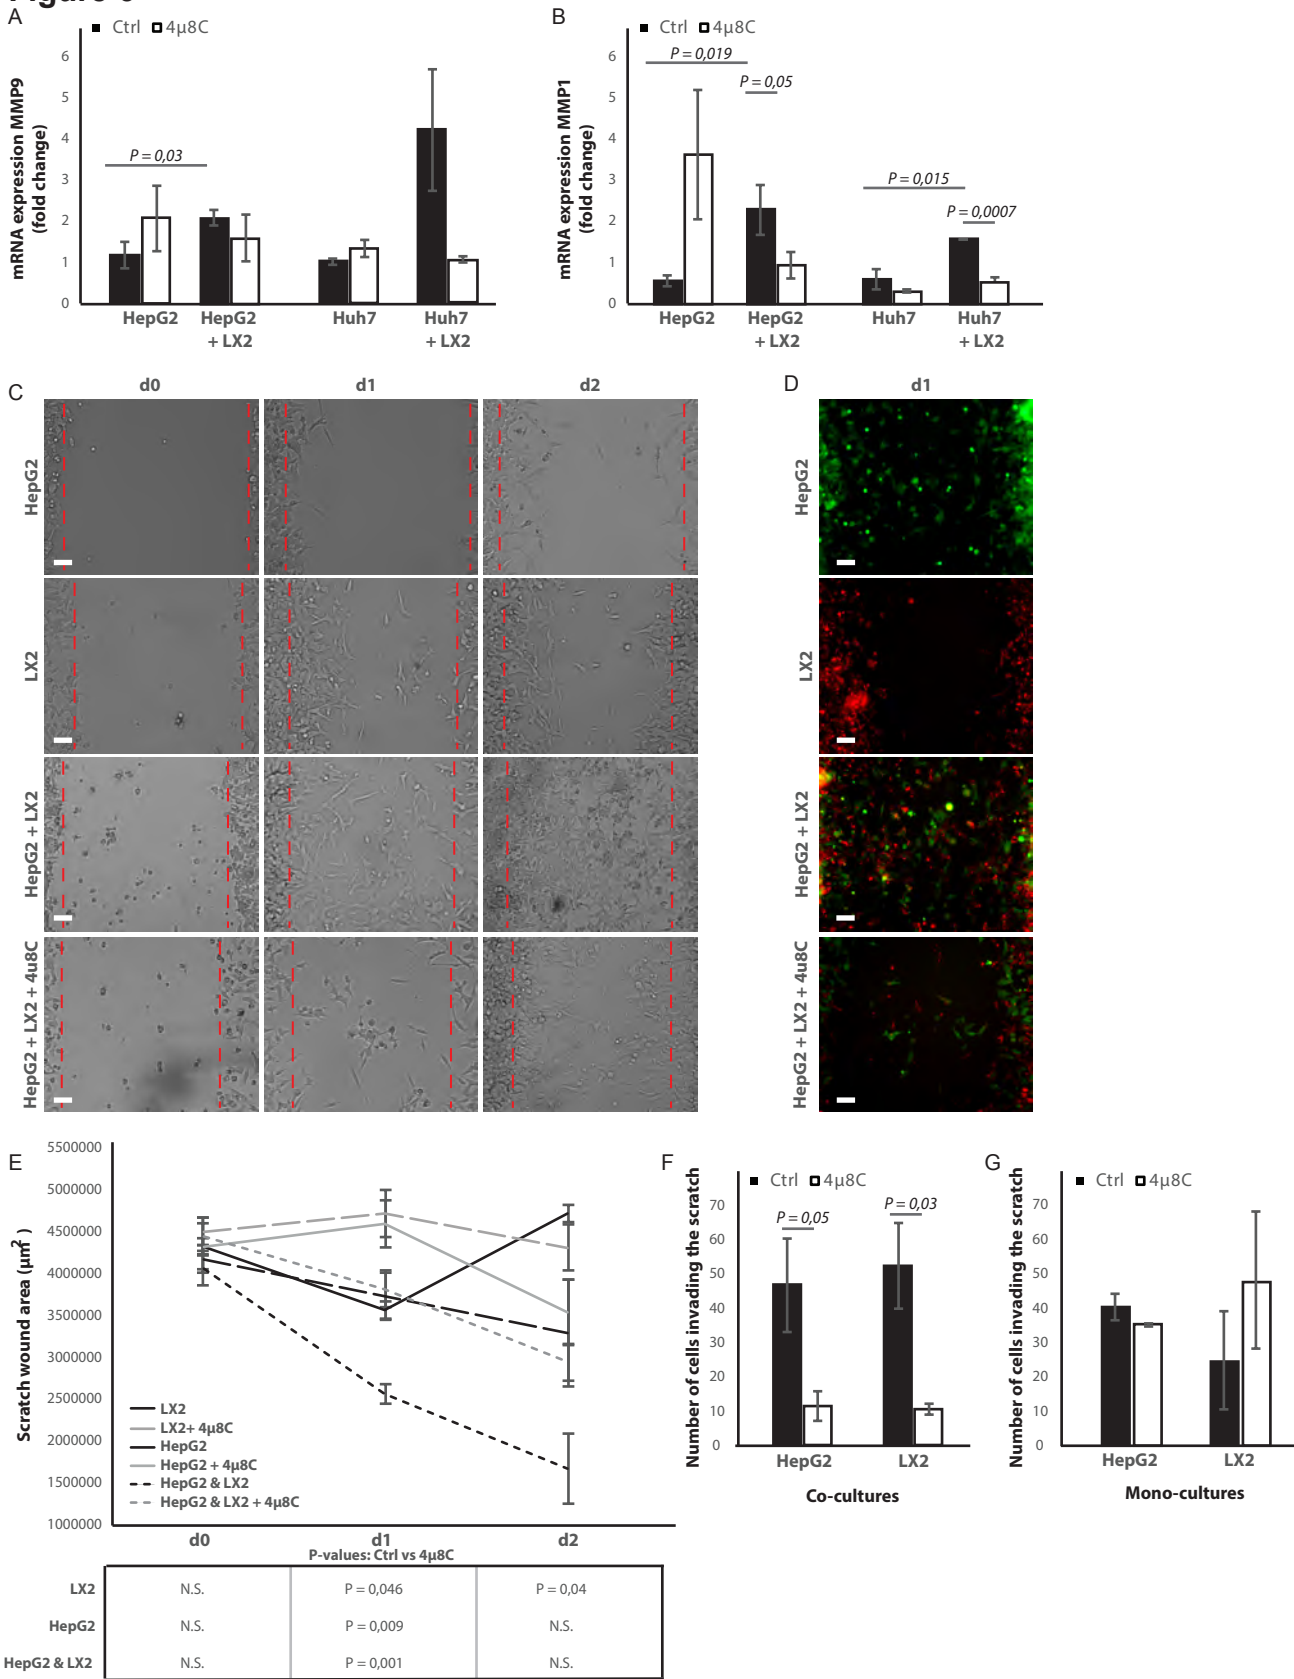 A
Ctrl 4µ8C
mRNA expression MMP9
(fold change)
6
5
4
3
2
1
0
P = 0,03
HepG2
HepG2
+ LX2
Huh7
Huh7
+ LX2
B
Ctrl 4µ8C
mRNA expression MMP1
(fold change)
6
5
4
3
2
1
0
P = 0,019
P = 0,05
P = 0,015
P = 0,0007
HepG2
HepG2
+ LX2
Huh7
Huh7
+ LX2
C
d0
d1
d2
HepG2
LX2
HepG2 + LX2
HepG2 + LX2 + 4u8C
D
d1
HepG2
LX2
HepG2 + LX2
HepG2 + LX2 + 4u8C
E
Scratch wound area (µm²)
5500000
5000000
4500000
4000000
3500000
3000000
2500000
2000000
1500000
1000000
LX2
LX2+ 4µ8C
HepG2
HepG2 + 4µ8C
HepG2 & LX2
HepG2 & LX2 + 4µ8C
d0
d1
d2
P-values: Ctrl vs 4µ8C
LX2 N.S. P = 0,046 P = 0,04
HepG2 N.S. P = 0,009 N.S.
HepG2 & LX2 N.S. P = 0,001 N.S.
F
Ctrl 4µ8C
Number of cells invading the scratch
70
60
50
40
30
20
10
0
P = 0,05
P = 0,03
HepG2
LX2
Co-cultures
G
Ctrl 4µ8C
Number of cells invading the scratch
70
60
50
40
30
20
10
0
HepG2
LX2
Mono-cultures